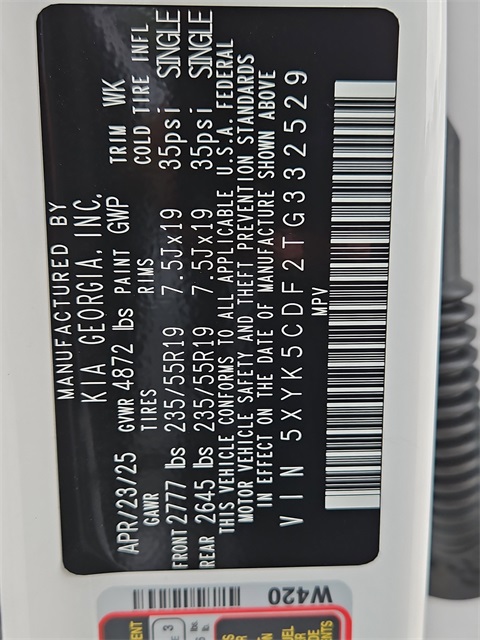 MANUFACTURED BY
KIA GEORGIA, INC.
APR/23/25 GVWR 4872 lbs PAINT GWP TRIM WK
GAWR TIRES RIMS COLD TIRE INFL
FRONT 2777 lbs 235/55R19 7.5Jx19 35psi SINGLE
REAR 2645 lbs 235/55R19 7.5Jx19 35psi SINGLE
THIS VEHICLE CONFORMS TO ALL APPLICABLE U.S.A. FEDERAL
MOTOR VEHICLE SAFETY AND THEFT PREVENTION STANDARDS
IN EFFECT ON THE DATE OF MANUFACTURE SHOWN ABOVE
VIN 5XYK5CDF2TG332529
MPV
W420